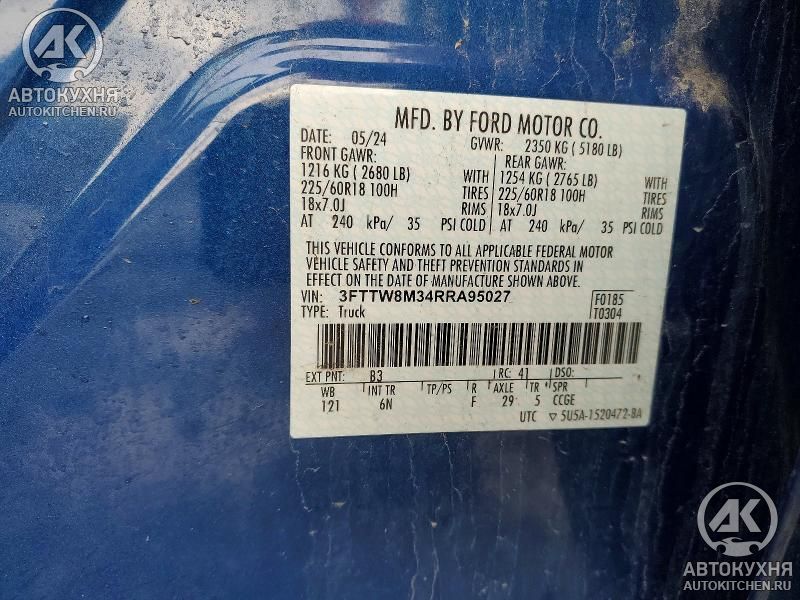 АК
АВТОКУХНЯ
AUTOKITCHEN.RU
MFD. BY FORD MOTOR CO.
DATE: 05/24 GVWR: 2350 KG ( 5180 LB)
FRONT GAWR: REAR GAWR:
1216 KG ( 2680 LB) WITH 1254 KG ( 2765 LB) WITH
225/60R18 100H TIRES 225/60R18 100H TIRES
18x7.0J RIMS 18x7.0J RIMS
AT 240 kPa/ 35 PSI COLD AT 240 kPa/ 35 PSI COLD
THIS VEHICLE CONFORMS TO ALL APPLICABLE FEDERAL MOTOR
VEHICLE SAFETY AND THEFT PREVENTION STANDARDS IN
EFFECT ON THE DATE OF MANUFACTURE SHOWN ABOVE.
VIN: 3FTTW8M34RRA95027 F0185
TYPE: Truck T0304
EXT PNT: B3 RC: 41 DSO:
WB INT TR TP/PS R AXLE TR SPR
121 6N F 29 5 CCGE
UTC ▽ 5U5A-1520472-BA
АК
АВТОКУХНЯ
AUTOKITCHEN.RU